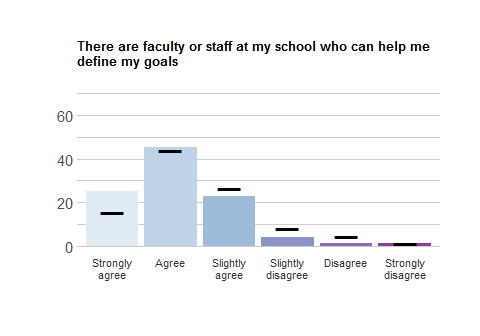 There are faculty or staff at my school who can help me
define my goals
60
40
20
0
Strongly
agree
Agree
Slightly
agree
Slightly
disagree
Disagree
Strongly
disagree